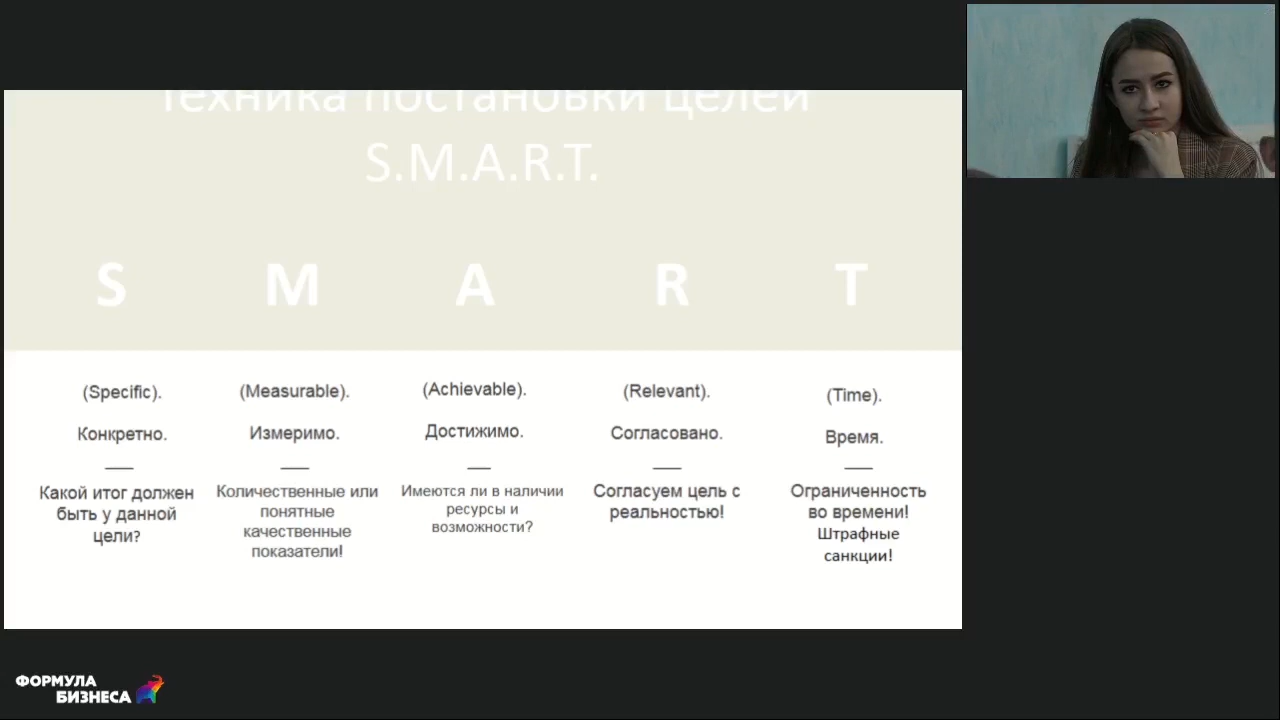 Техника постановки целей
S.M.A.R.T.
S M A R T
(Specific). (Measurable). (Achievable). (Relevant). (Time).
Конкретно. Измеримо. Достижимо. Согласовано. Время.
Какой итог должен
быть у данной
цели?
Количественные или
понятные
качественные
показатели!
Имеются ли в наличии
ресурсы и
возможности?
Согласуем цель с
реальностью!
Ограниченность
во времени!
Штрафные
санкции!
ФОРМУЛА
БИЗНЕСА